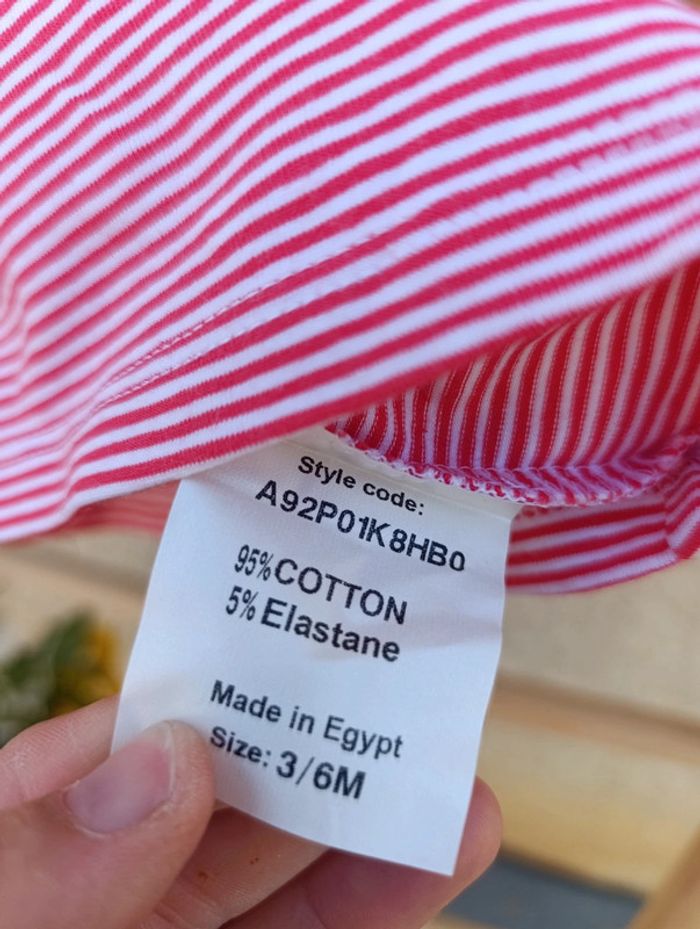 Style code:
A92P01K8HB0
95%COTTON
5% Elastane
Made in Egypt
Size: 3/6M